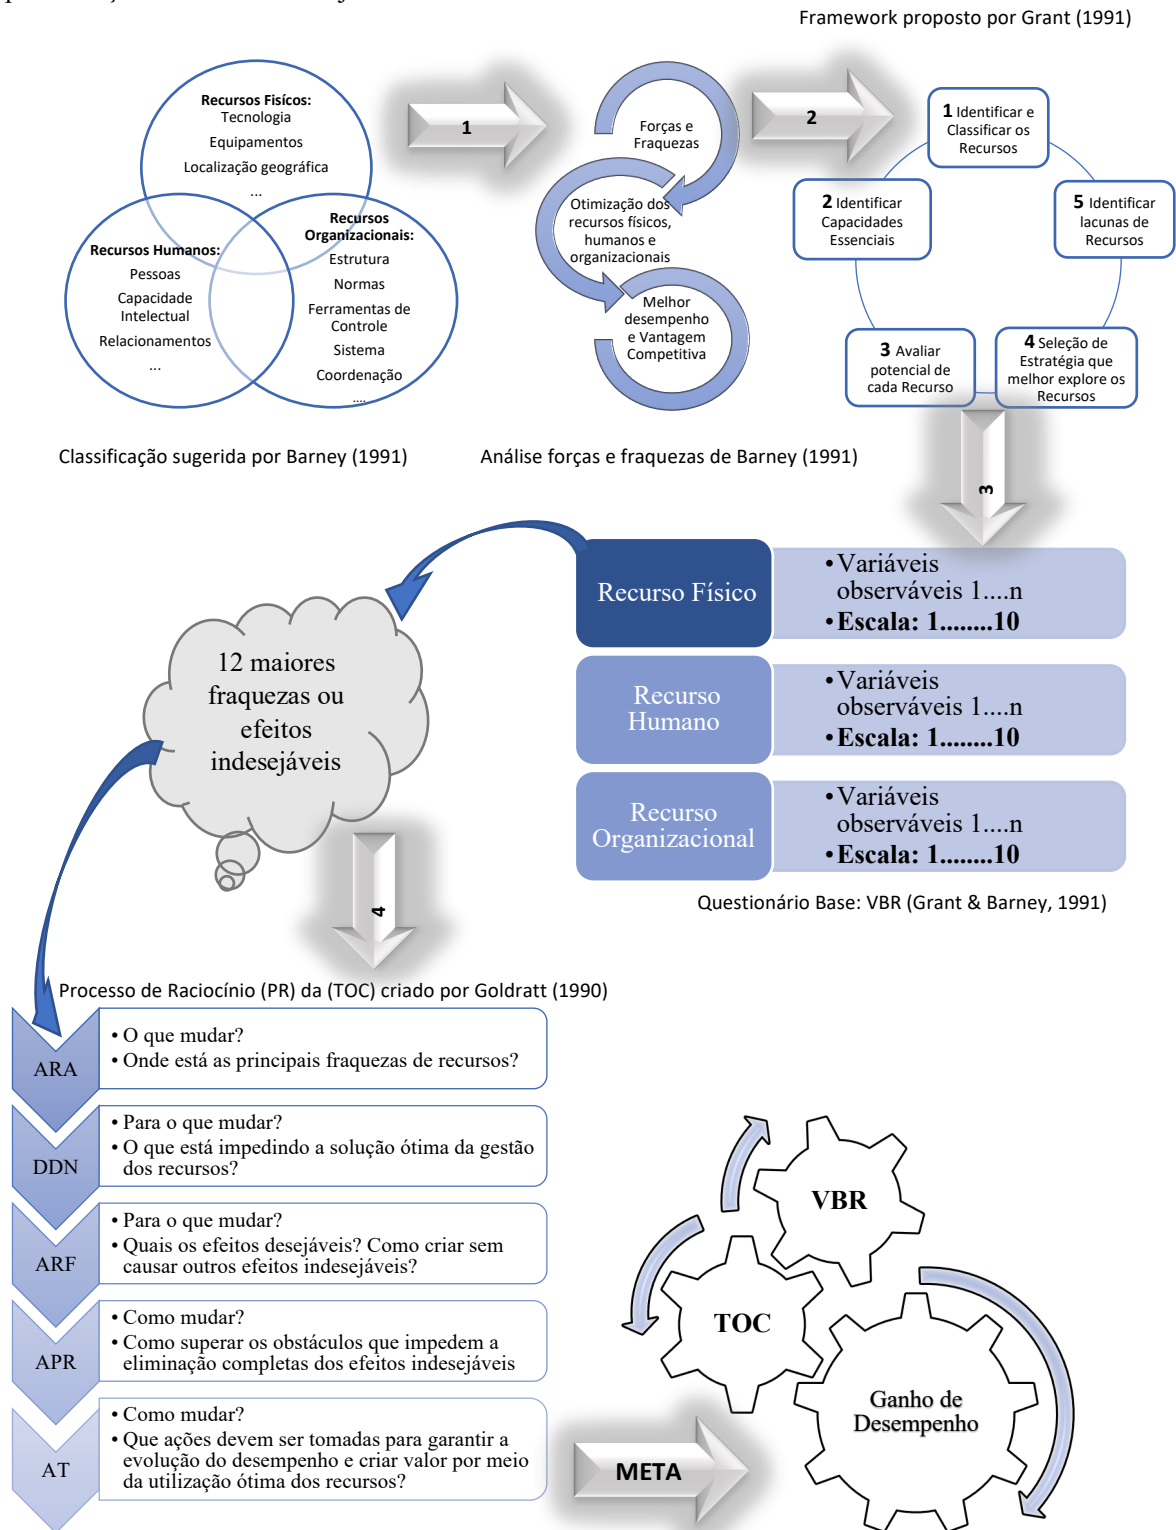 Framework proposto por Grant (1991)
Recursos Fisícos:
Tecnologia
Equipamentos
Localização geográfica
...
Recursos Humanos:
Pessoas
Capacidade
Intelectual
Relacionamentos
...
Recursos
Organizacionais:
Estrutura
Normas
Ferramentas de
Controle
Sistema
Coordenação
....
1
Forças e
Fraquezas
Otimização dos
recursos físicos,
humanos e
organizacionais
Melhor
desempenho
e Vantagem
Competitiva
2
1 Identificar e
Classificar os
Recursos
2 Identificar
Capacidades
Essenciais
5 Identificar
lacunas de
Recursos
3 Avaliar
potencial de
cada Recurso
4 Seleção de
Estratégia que
melhor explore os
Recursos
Classificação sugerida por Barney (1991)
Análise forças e fraquezas de Barney (1991)
3
Recurso Físico
•Variáveis
observáveis 1....n
•Escala: 1........10
Recurso
Humano
•Variáveis
observáveis 1....n
•Escala: 1........10
Recurso
Organizacional
•Variáveis
observáveis 1....n
•Escala: 1........10
Questionário Base: VBR (Grant & Barney, 1991)
12 maiores
fraquezas ou
efeitos
indesejáveis
4
Processo de Raciocínio (PR) da (TOC) criado por Goldratt (1990)
ARA
• O que mudar?
• Onde está as principais fraquezas de recursos?
DDN
• Para o que mudar?
• O que está impedindo a solução ótima da gestão
dos recursos?
ARF
• Para o que mudar?
• Quais os efeitos desejáveis? Como criar sem
causar outros efeitos indesejáveis?
APR
• Como mudar?
• Como superar os obstáculos que impedem a
eliminação completas dos efeitos indesejáveis
AT
• Como mudar?
• Que ações devem ser tomadas para garantir a
evolução do desempenho e criar valor por meio
da utilização ótima dos recursos?
META
VBR
TOC
Ganho de
Desempenho